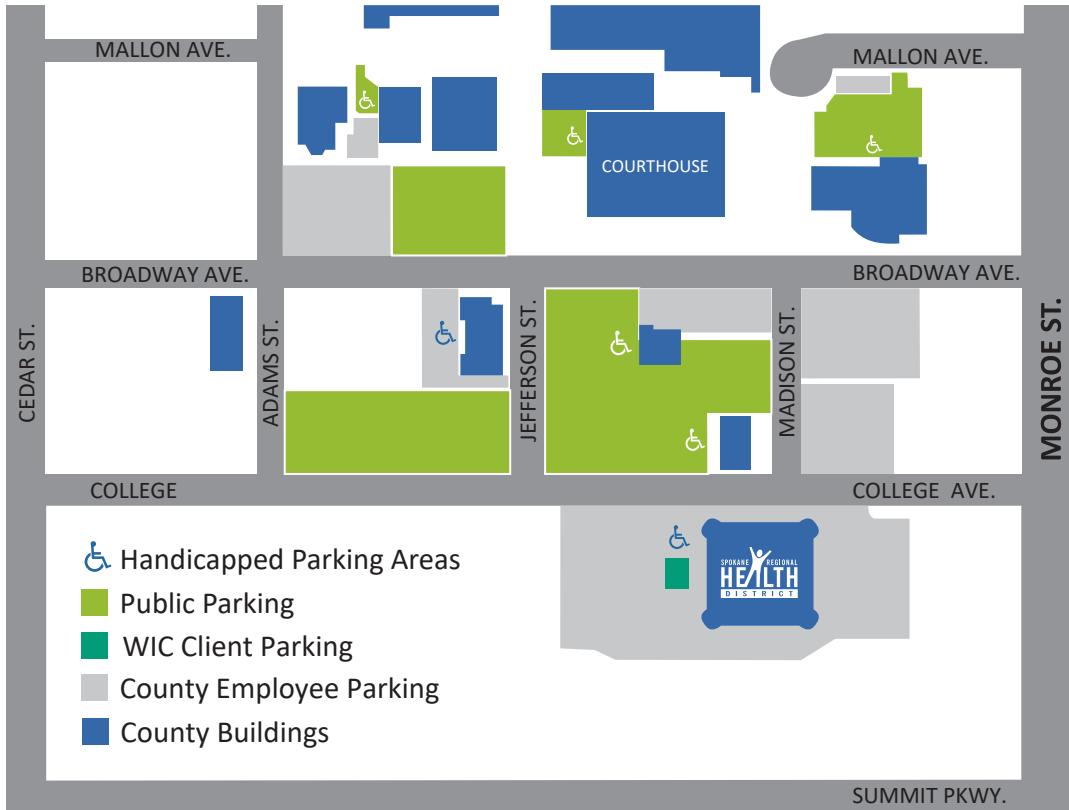 MALLON AVE.
MALLON AVE.
COURTHOUSE
BROADWAY AVE.
BROADWAY AVE.
CEDAR ST.
ADAMS ST.
JEFFERSON ST.
MADISON ST.
MONROE ST.
COLLEGE
COLLEGE AVE.
SPOKANE REGIONAL
HEALTH
DISTRICT
Handicapped Parking Areas
Public Parking
WIC Client Parking
County Employee Parking
County Buildings
SUMMIT PKWY.